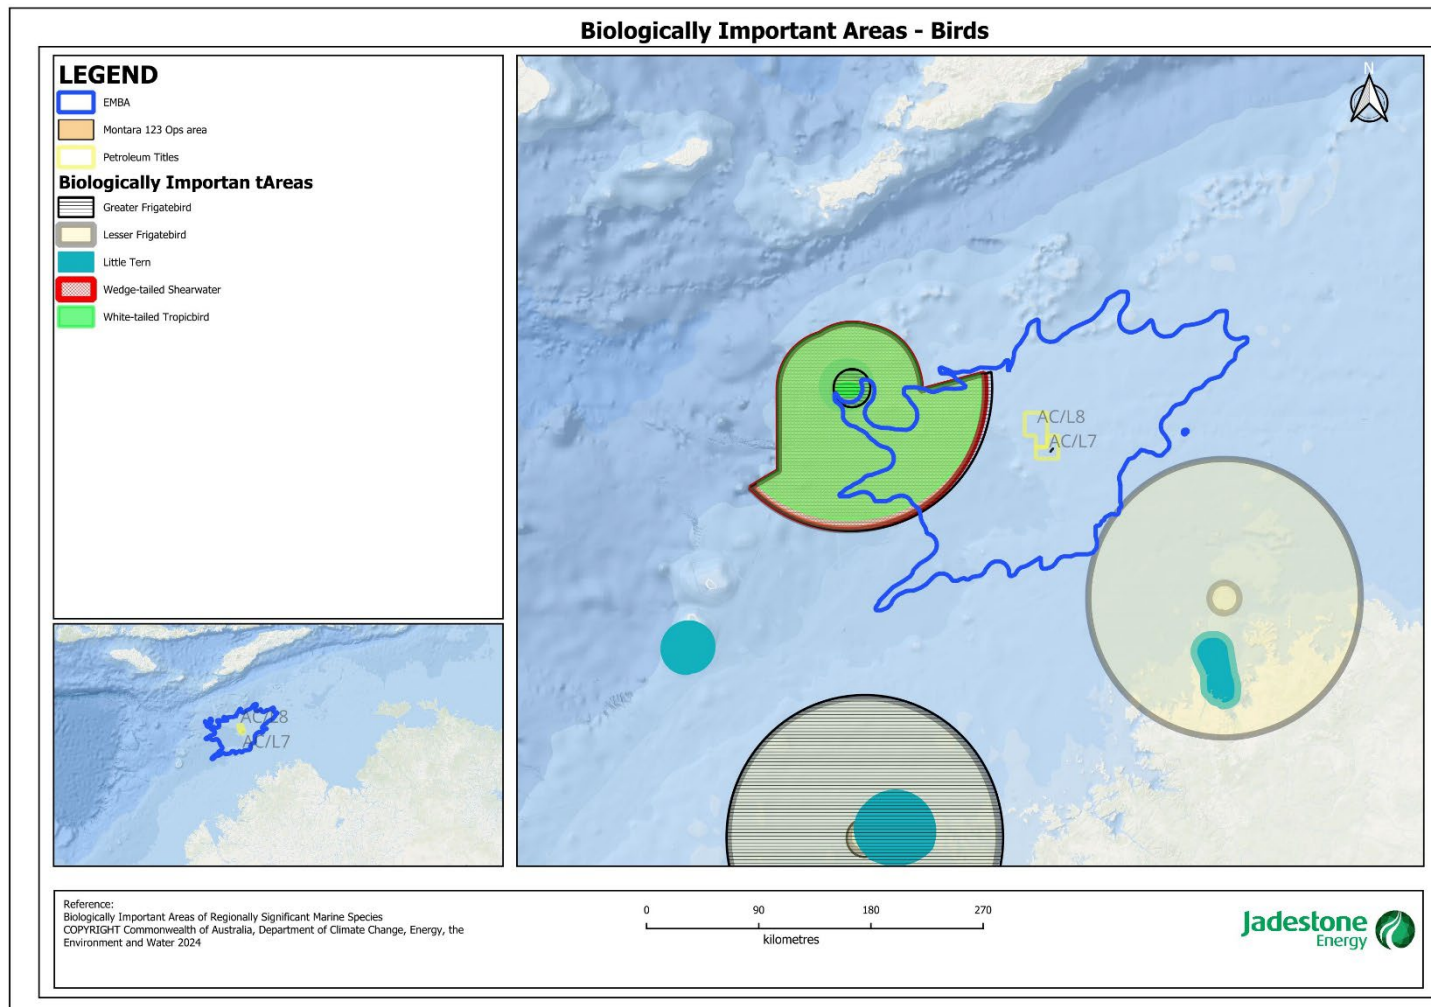 Biologically Important Areas - Birds
LEGEND
EMBA
Montara 123 Ops area
Petroleum Titles
Biologically Importan tAreas
Greater Frigatebird
Lesser Frigatebird
Little Tern
Wedge-tailed Shearwater
White-tailed Tropicbird
N
AC/L8
AC/L7
AC/L8
AC/L7
Reference:
Biologically Important Areas of Regionally Significant Marine Species
COPYRIGHT Commonwealth of Australia, Department of Climate Change, Energy, the
Environment and Water 2024
0 90 180 270
kilometres
Jadestone
Energy